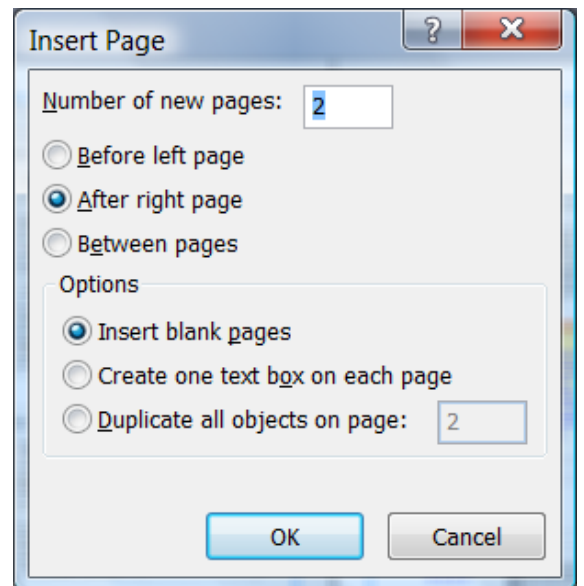 Insert Page
Number of new pages: 2
Before left page
After right page
Between pages
Options
Insert blank pages
Create one text box on each page
Duplicate all objects on page: 2
OK Cancel